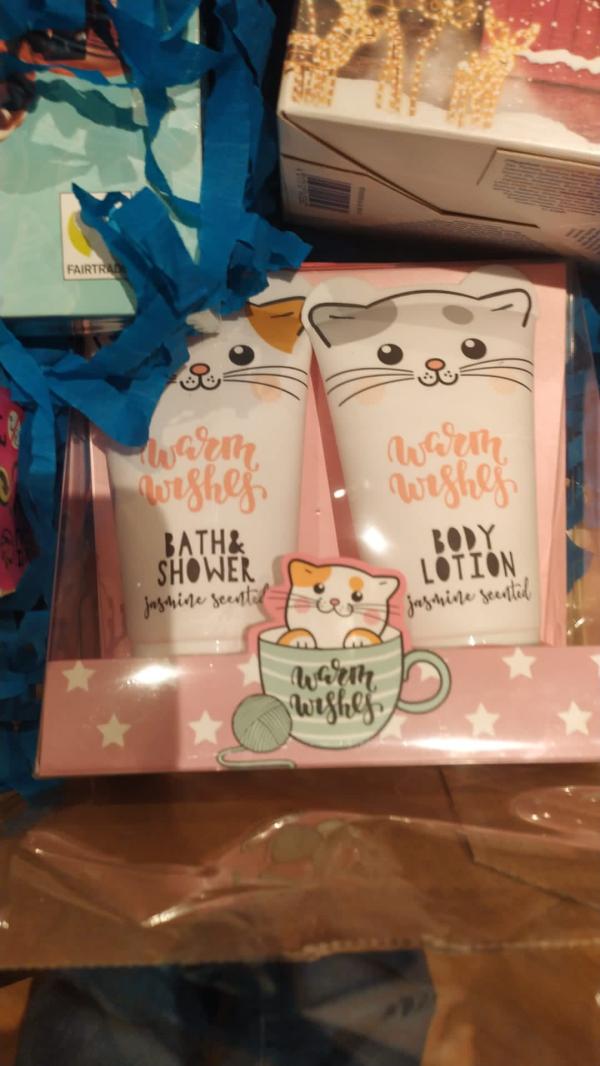 FAIRTRADE
warm
wishes
BATH&
SHOWER
jasmine scented
warm
wishes
BODY
LOTION
jasmine scented
warm
wishes